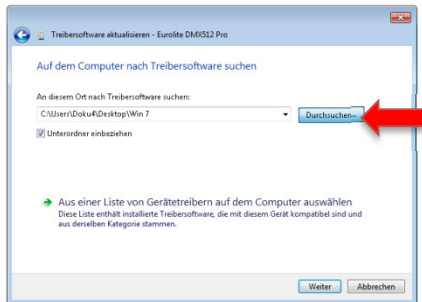 Treibersoftware aktualisieren - Eurolite DMX512 Pro
Auf dem Computer nach Treibersoftware suchen
An diesem Ort nach Treibersoftware suchen:
C:\Users\Doku4\Desktop\Win 7
Durchsuchen...
Unterordner einbeziehen
Aus einer Liste von Gerätetreibern auf dem Computer auswählen
Diese Liste enthält installierte Treibersoftware, die mit diesem Gerät kompatibel sind und
aus derselben Kategorie stammen.
Weiter
Abbrechen